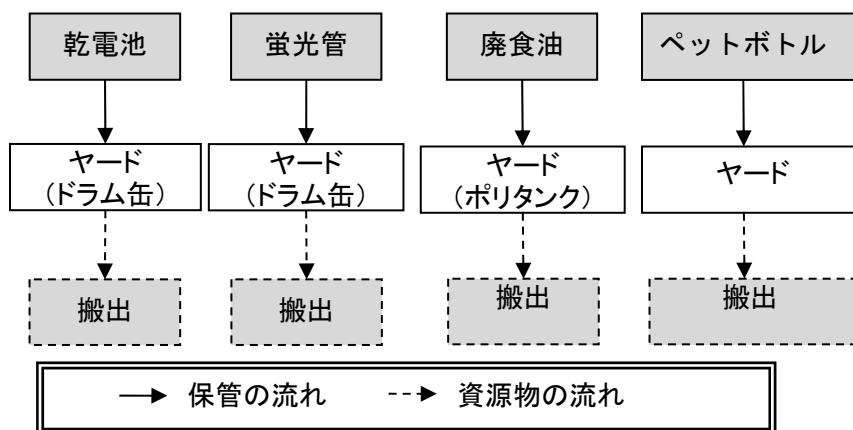 乾電池
蛍光管
廃食油
ペットボトル
ヤード
(ドラム缶)
ヤード
(ドラム缶)
ヤード
(ポリタンク)
ヤード
搬出
搬出
搬出
搬出
保管の流れ
資源物の流れ